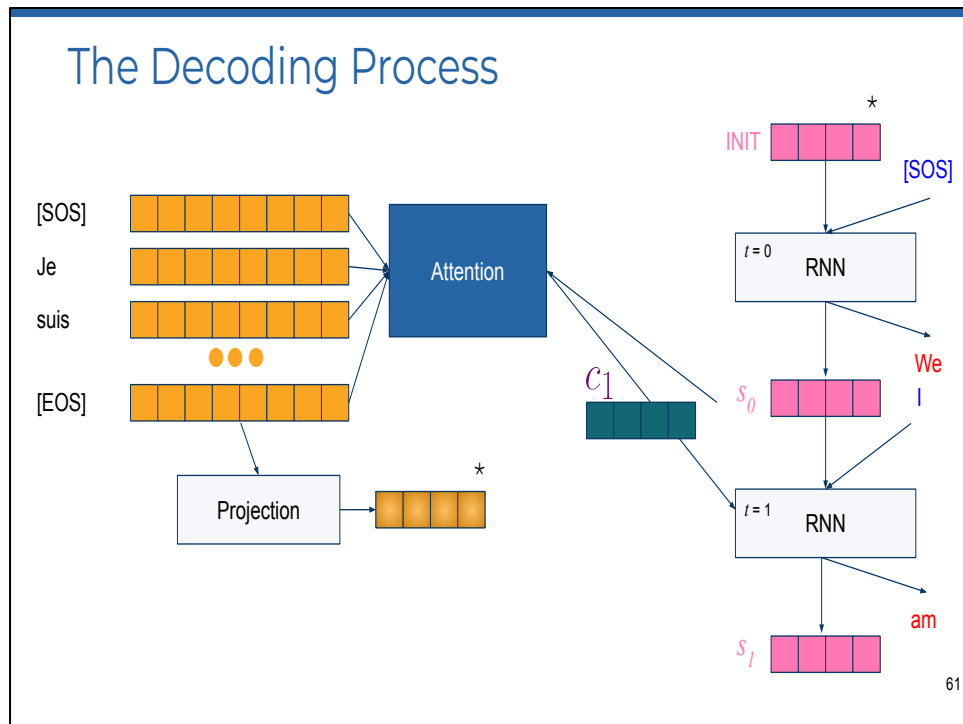 The Decoding Process
*
INIT
[SOS]
[SOS]
Je
suis
[EOS]
Attention
t = 0
RNN
We
I
c₁
s₀
*
Projection
t = 1
RNN
am
s₁
61